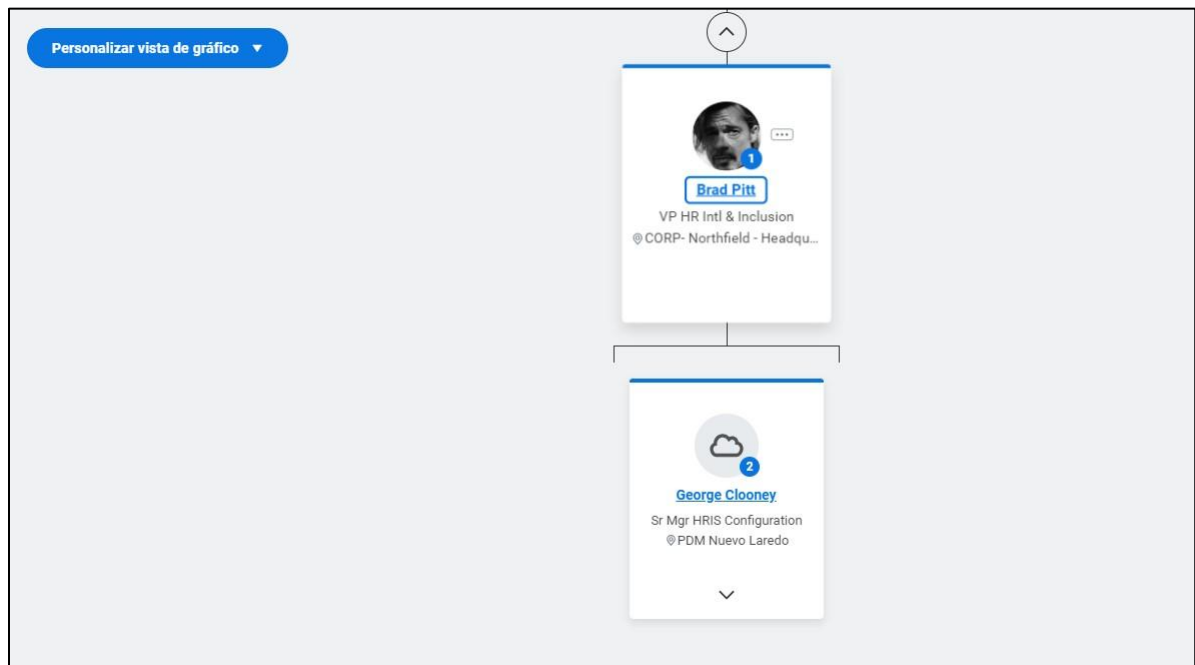 Personalizar vista de gráfico
1
Brad Pitt
VP HR Intl & Inclusion
CORP- Northfield - Headqu...
2
George Clooney
Sr Mgr HRIS Configuration
PDM Nuevo Laredo